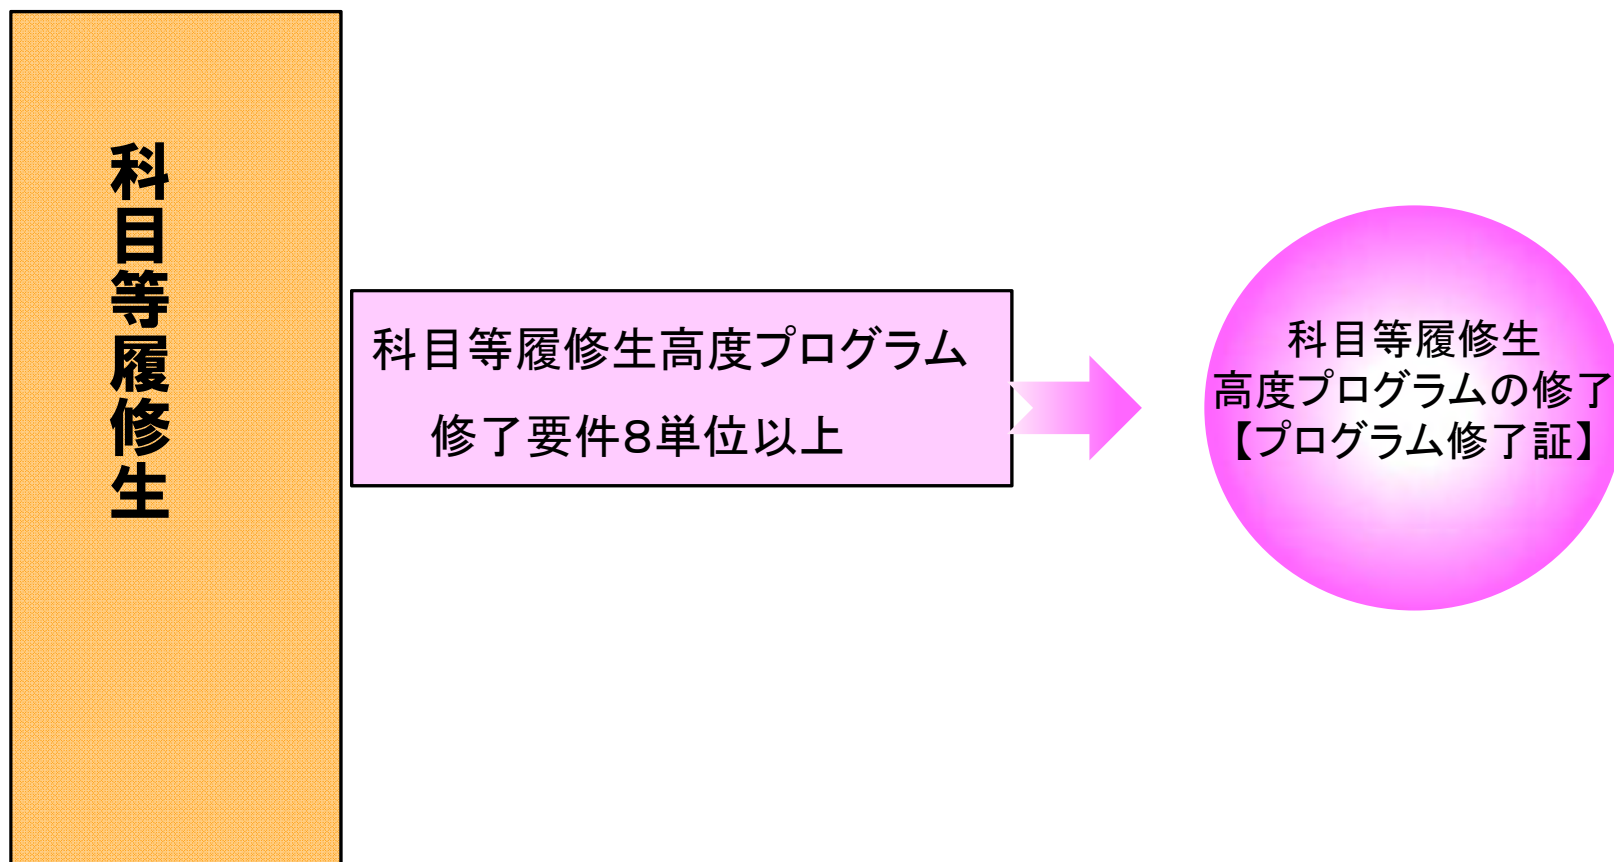 科目等履修生
科目等履修生高度プログラム
修了要件8単位以上
科目等履修生
高度プログラムの修了
【プログラム修了証】